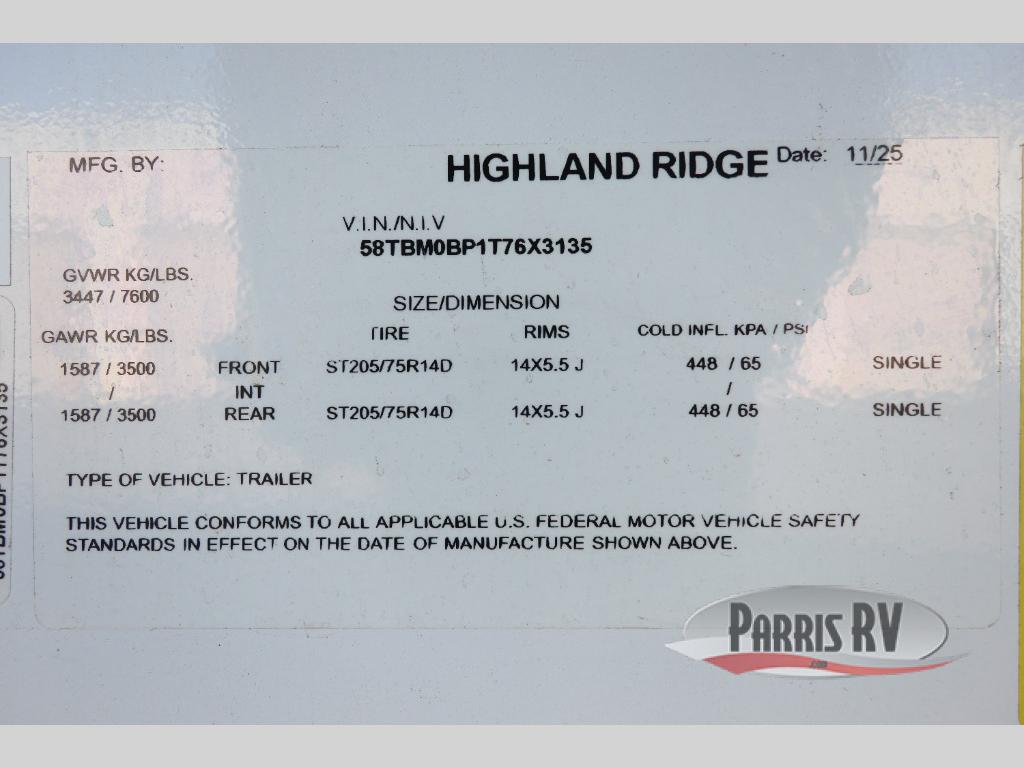 MFG. BY:
HIGHLAND RIDGE Date: 11/25
V.I.N./N.I.V
58TBM0BP1T76X3135
GVWR KG/LBS.
3447 / 7600
SIZE/DIMENSION
GAWR KG/LBS. TIRE RIMS COLD INFL. KPA / PSI
1587 / 3500 FRONT ST205/75R14D 14X5.5 J 448 / 65 SINGLE
/ INT /
1587 / 3500 REAR ST205/75R14D 14X5.5 J 448 / 65 SINGLE
TYPE OF VEHICLE: TRAILER
THIS VEHICLE CONFORMS TO ALL APPLICABLE U.S. FEDERAL MOTOR VEHICLE SAFETY
STANDARDS IN EFFECT ON THE DATE OF MANUFACTURE SHOWN ABOVE.
PARRIS RV
.com